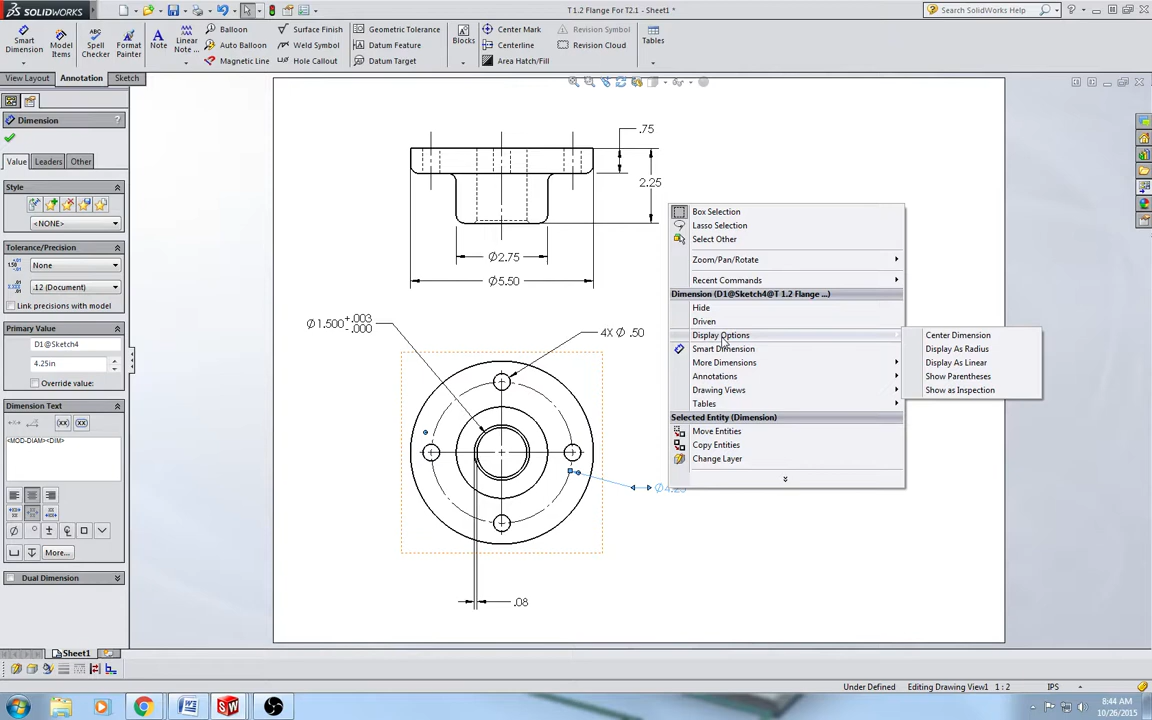 SOLIDWORKS
T 1.2 Flange For T2.1 - Sheet1 *
Search SolidWorks Help
Smart Dimension
Model Items
Spell Checker
Format Painter
Note
Linear Note ...
Balloon
Auto Balloon
Magnetic Line
Surface Finish
Weld Symbol
Hole Callout
Geometric Tolerance
Datum Feature
Datum Target
Blocks
Center Mark
Centerline
Area Hatch/Fill
Revision Symbol
Revision Cloud
Tables
View Layout Annotation Sketch
Dimension ?
Value Leaders Other
Style
<NONE>
Tolerance/Precision
None
.12 (Document)
Link precisions with model
Primary Value
D1@Sketch4
4.25in
Override value:
Dimension Text
(xx) (xx)
<MOD-DIAM><DIM>
More...
Dual Dimension
.75
2.25
Ø2.75
Ø5.50
Ø1.500 +.003 -.000
4X Ø .50
Ø4.25
.08
Box Selection
Lasso Selection
Select Other
Zoom/Pan/Rotate
Recent Commands
Dimension (D1@Sketch4@T 1.2 Flange ...)
Hide
Driven
Display Options
Smart Dimension
More Dimensions
Annotations
Drawing Views
Tables
Selected Entity (Dimension)
Move Entities
Copy Entities
Change Layer
Center Dimension
Display As Radius
Display As Linear
Show Parentheses
Show as Inspection
Sheet1
Under Defined Editing Drawing View1 1 : 2 IPS
8:44 AM
10/26/2015